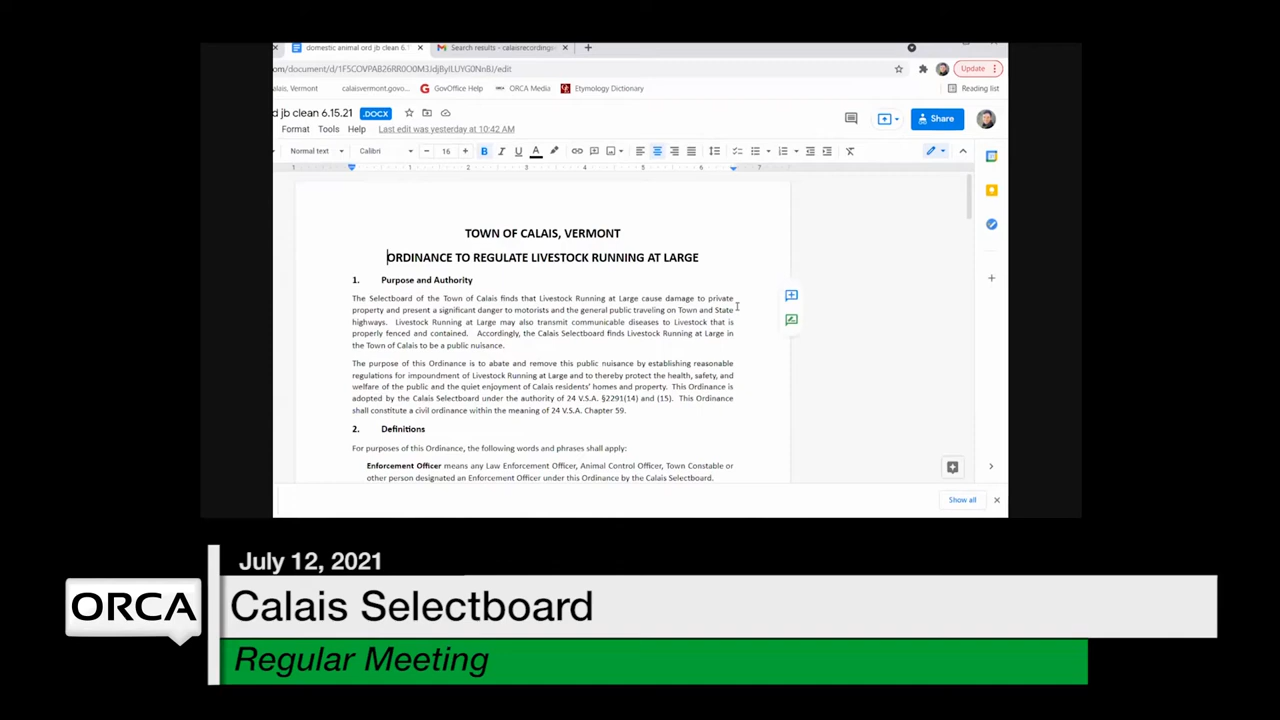 domestic animal ord jb clean 6.1
Search results - calaisrecordings
/edit
Update
alais, Vermont
calaisvermont.govo...
GovOffice Help
ORCA Media
Etymology Dictionary
Reading list
rd jb clean 6.15.21
.DOCX
Share
Format
Tools
Help
Last edit was yesterday at 10:42 AM
Normal text
Calibri
16
B
I
U
A
1
1
2
3
4
5
6
7
TOWN OF CALAIS, VERMONT
ORDINANCE TO REGULATE LIVESTOCK RUNNING AT LARGE
1. Purpose and Authority
The Selectboard of the Town of Calais finds that Livestock Running at Large cause damage to private
property and present a significant danger to motorists and the general public traveling on Town and State
highways. Livestock Running at Large may also transmit communicable diseases to Livestock that is
properly fenced and contained. Accordingly, the Calais Selectboard finds Livestock Running at Large in
the Town of Calais to be a public nuisance.
The purpose of this Ordinance is to abate and remove this public nuisance by establishing reasonable
regulations for impoundment of Livestock Running at Large and to thereby protect the health, safety, and
welfare of the public and the quiet enjoyment of Calais residents' homes and property. This Ordinance is
adopted by the Calais Selectboard under the authority of 24 V.S.A. §2291(14) and (15). This Ordinance
shall constitute a civil ordinance within the meaning of 24 V.S.A. Chapter 59.
2. Definitions
For purposes of this Ordinance, the following words and phrases shall apply:
Enforcement Officer means any Law Enforcement Officer, Animal Control Officer, Town Constable or
other person designated an Enforcement Officer under this Ordinance by the Calais Selectboard.
Show all
July 12, 2021
ORCA
Calais Selectboard
Regular Meeting